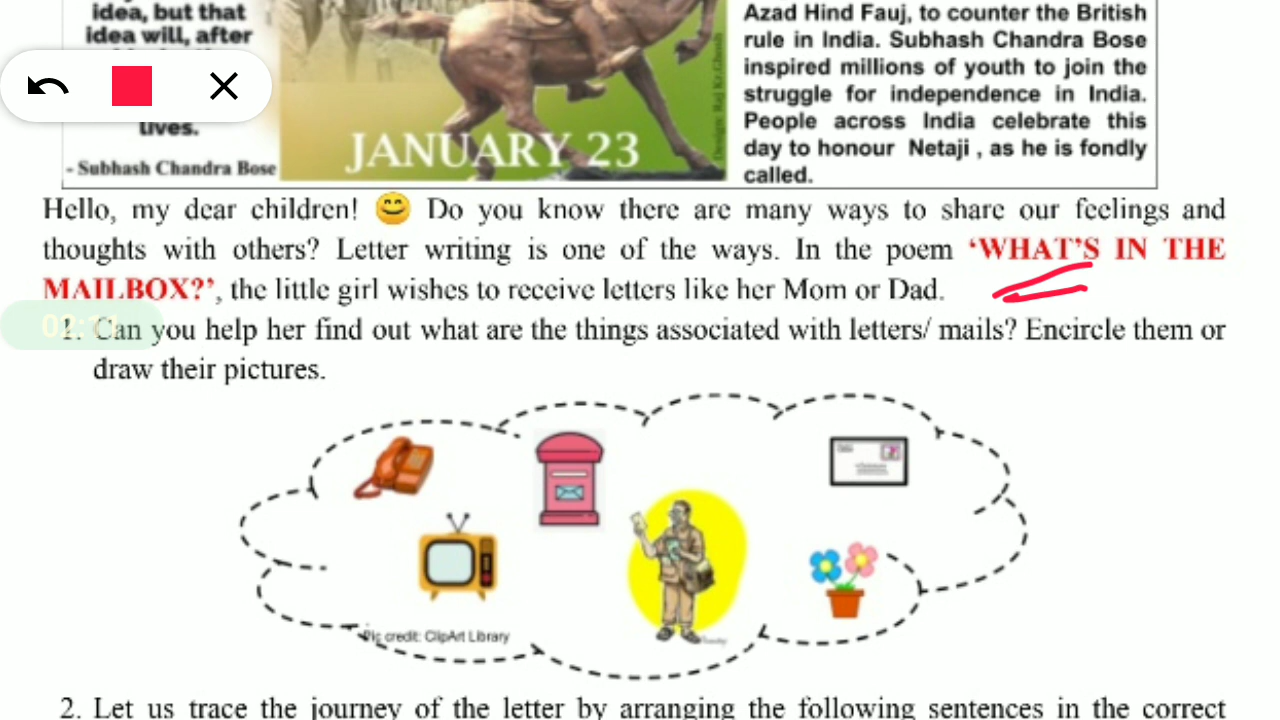 idea, but that
idea will, after
lives.
- Subhash Chandra Bose
JANUARY 23
Design: Raj Kr.Ghosh
Azad Hind Fauj, to counter the British
rule in India. Subhash Chandra Bose
inspired millions of youth to join the
struggle for independence in India.
People across India celebrate this
day to honour Netaji , as he is fondly
called.
Hello, my dear children! 😊 Do you know there are many ways to share our feelings and
thoughts with others? Letter writing is one of the ways. In the poem ‘WHAT’S IN THE
MAILBOX?’, the little girl wishes to receive letters like her Mom or Dad.
1. Can you help her find out what are the things associated with letters/ mails? Encircle them or
draw their pictures.
Pic credit: ClipArt Library
2. Let us trace the journey of the letter by arranging the following sentences in the correct